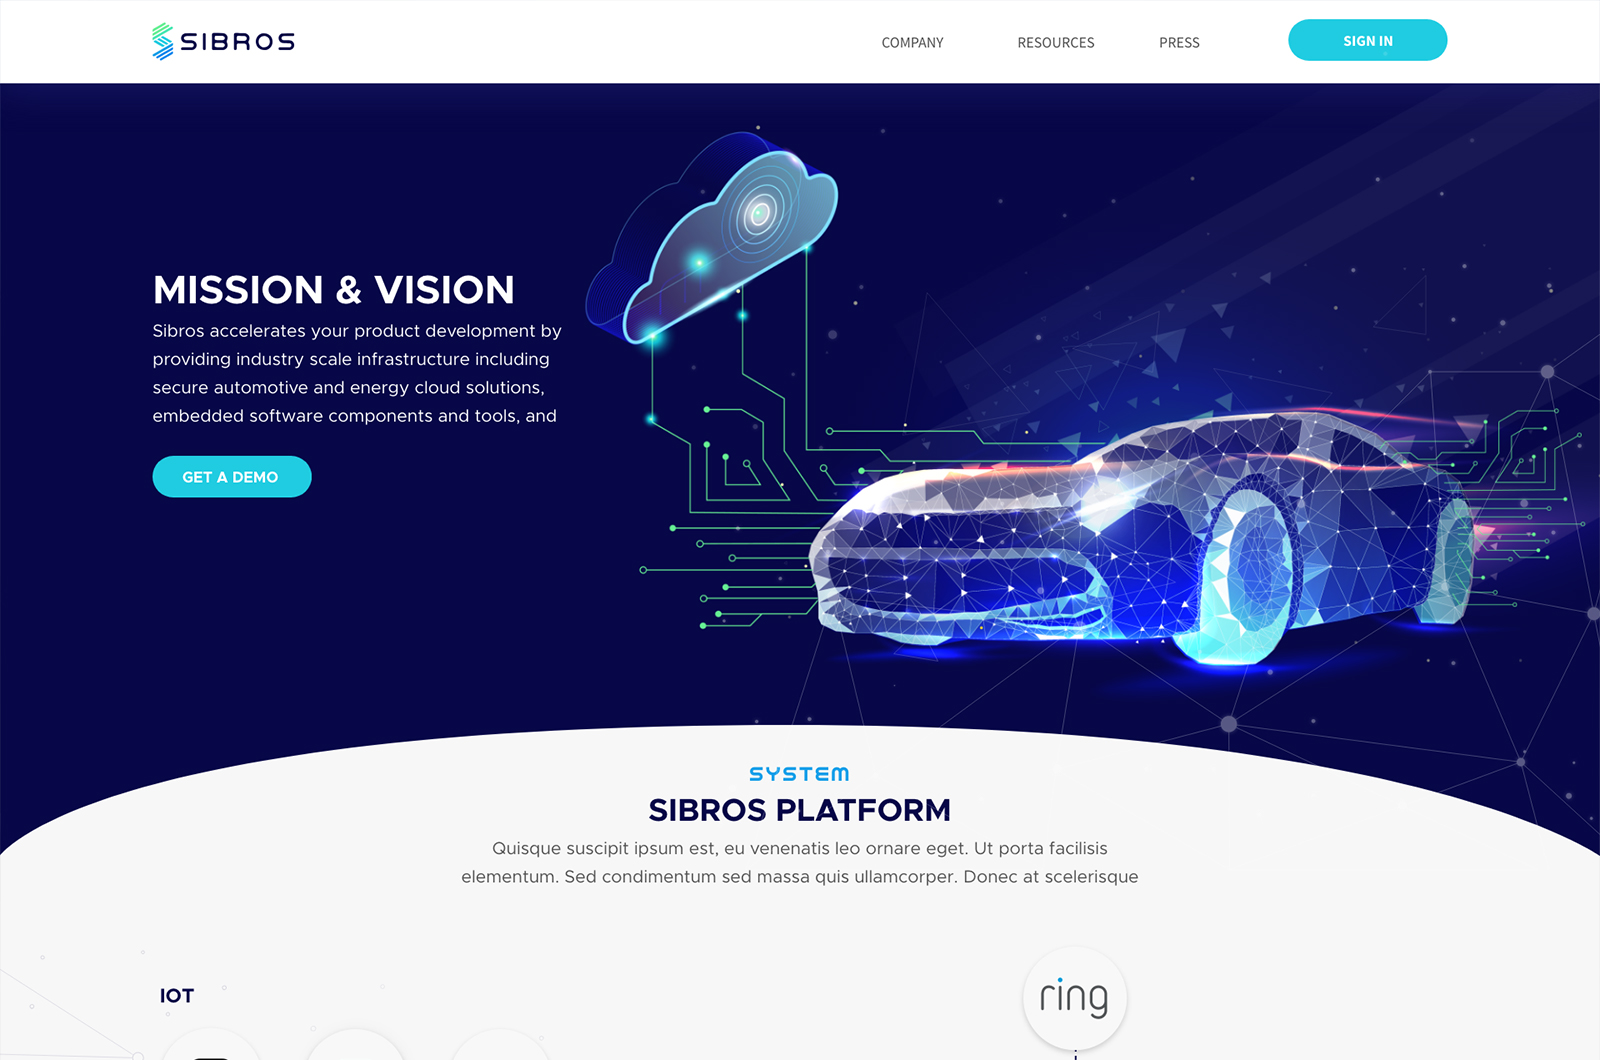 SIBROS
COMPANY
RESOURCES
PRESS
SIGN IN
MISSION & VISION
Sibros accelerates your product development by
providing industry scale infrastructure including
secure automotive and energy cloud solutions,
embedded software components and tools, and
GET A DEMO
SYSTEM
SIBROS PLATFORM
Quisque suscipit ipsum est, eu venenatis leo ornare eget. Ut porta facilisis
elementum. Sed condimentum sed massa quis ullamcorper. Donec at scelerisque
IOT
ring